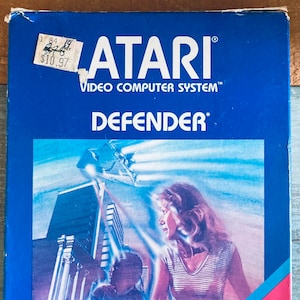 ATARI®
VIDEO COMPUTER SYSTEM™
DEFENDER®
$10.97